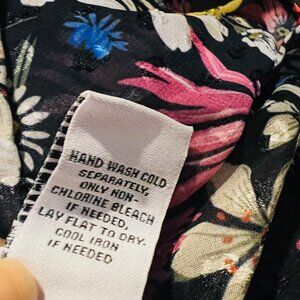 HAND WASH COLD
SEPARATELY,
ONLY NON-
CHLORINE BLEACH
IF NEEDED,
LAY FLAT TO DRY.
COOL IRON
IF NEEDED